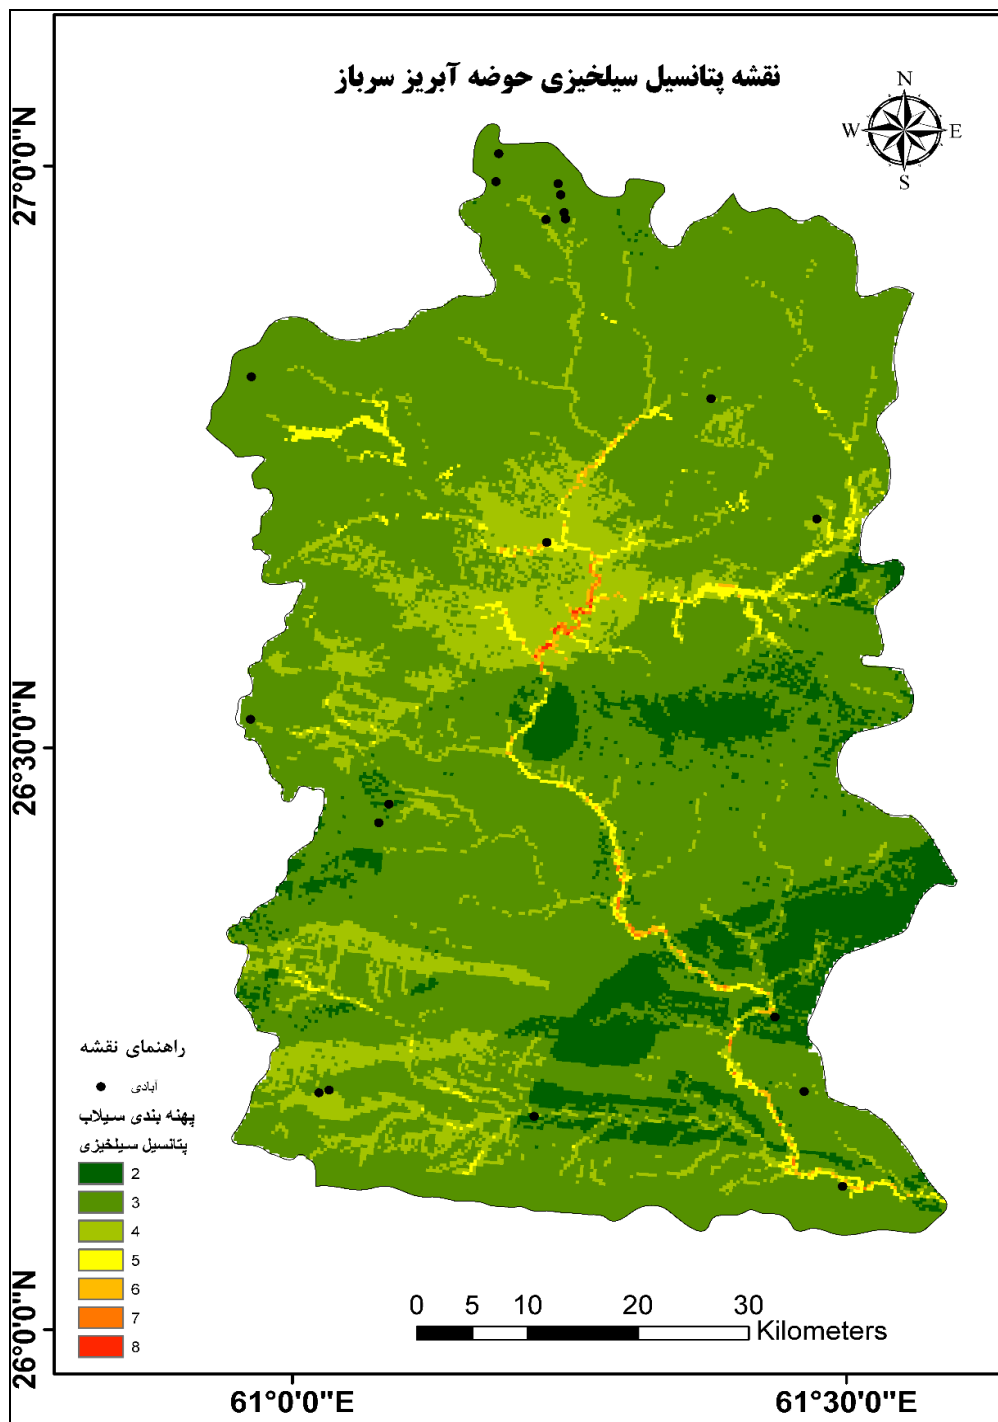 نقشه پتانسیل سیلخیزی حوضه آبریز سرباز
N
W E
S
27°0'0"N
26°30'0"N
26°0'0"N
راهنمای نقشه
آبادی
پهنه بندی سیلاب
پتانسیل سیلخیزی
2
3
4
5
6
7
8
0 5 10 20 30
Kilometers
61°0'0"E 61°30'0"E